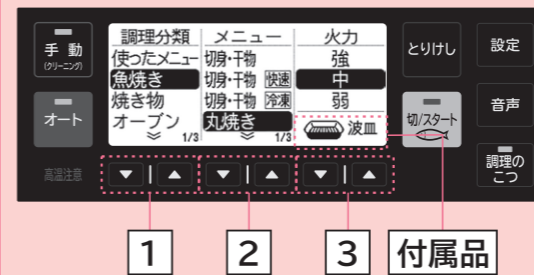 手動
(クリーニング)
オート
高温注意
調理分類 メニュー 火力
使ったメニュー 切身・干物 強
魚焼き 切身・干物 快速 中
焼き物 切身・干物 冷凍 弱
オーブン 丸焼き 波皿
1/3 1/3
とりけし
切/スタート
設定
音声
調理の
こつ
▼ ▲ ▼ ▲ ▼ ▲
1 2 3 付属品